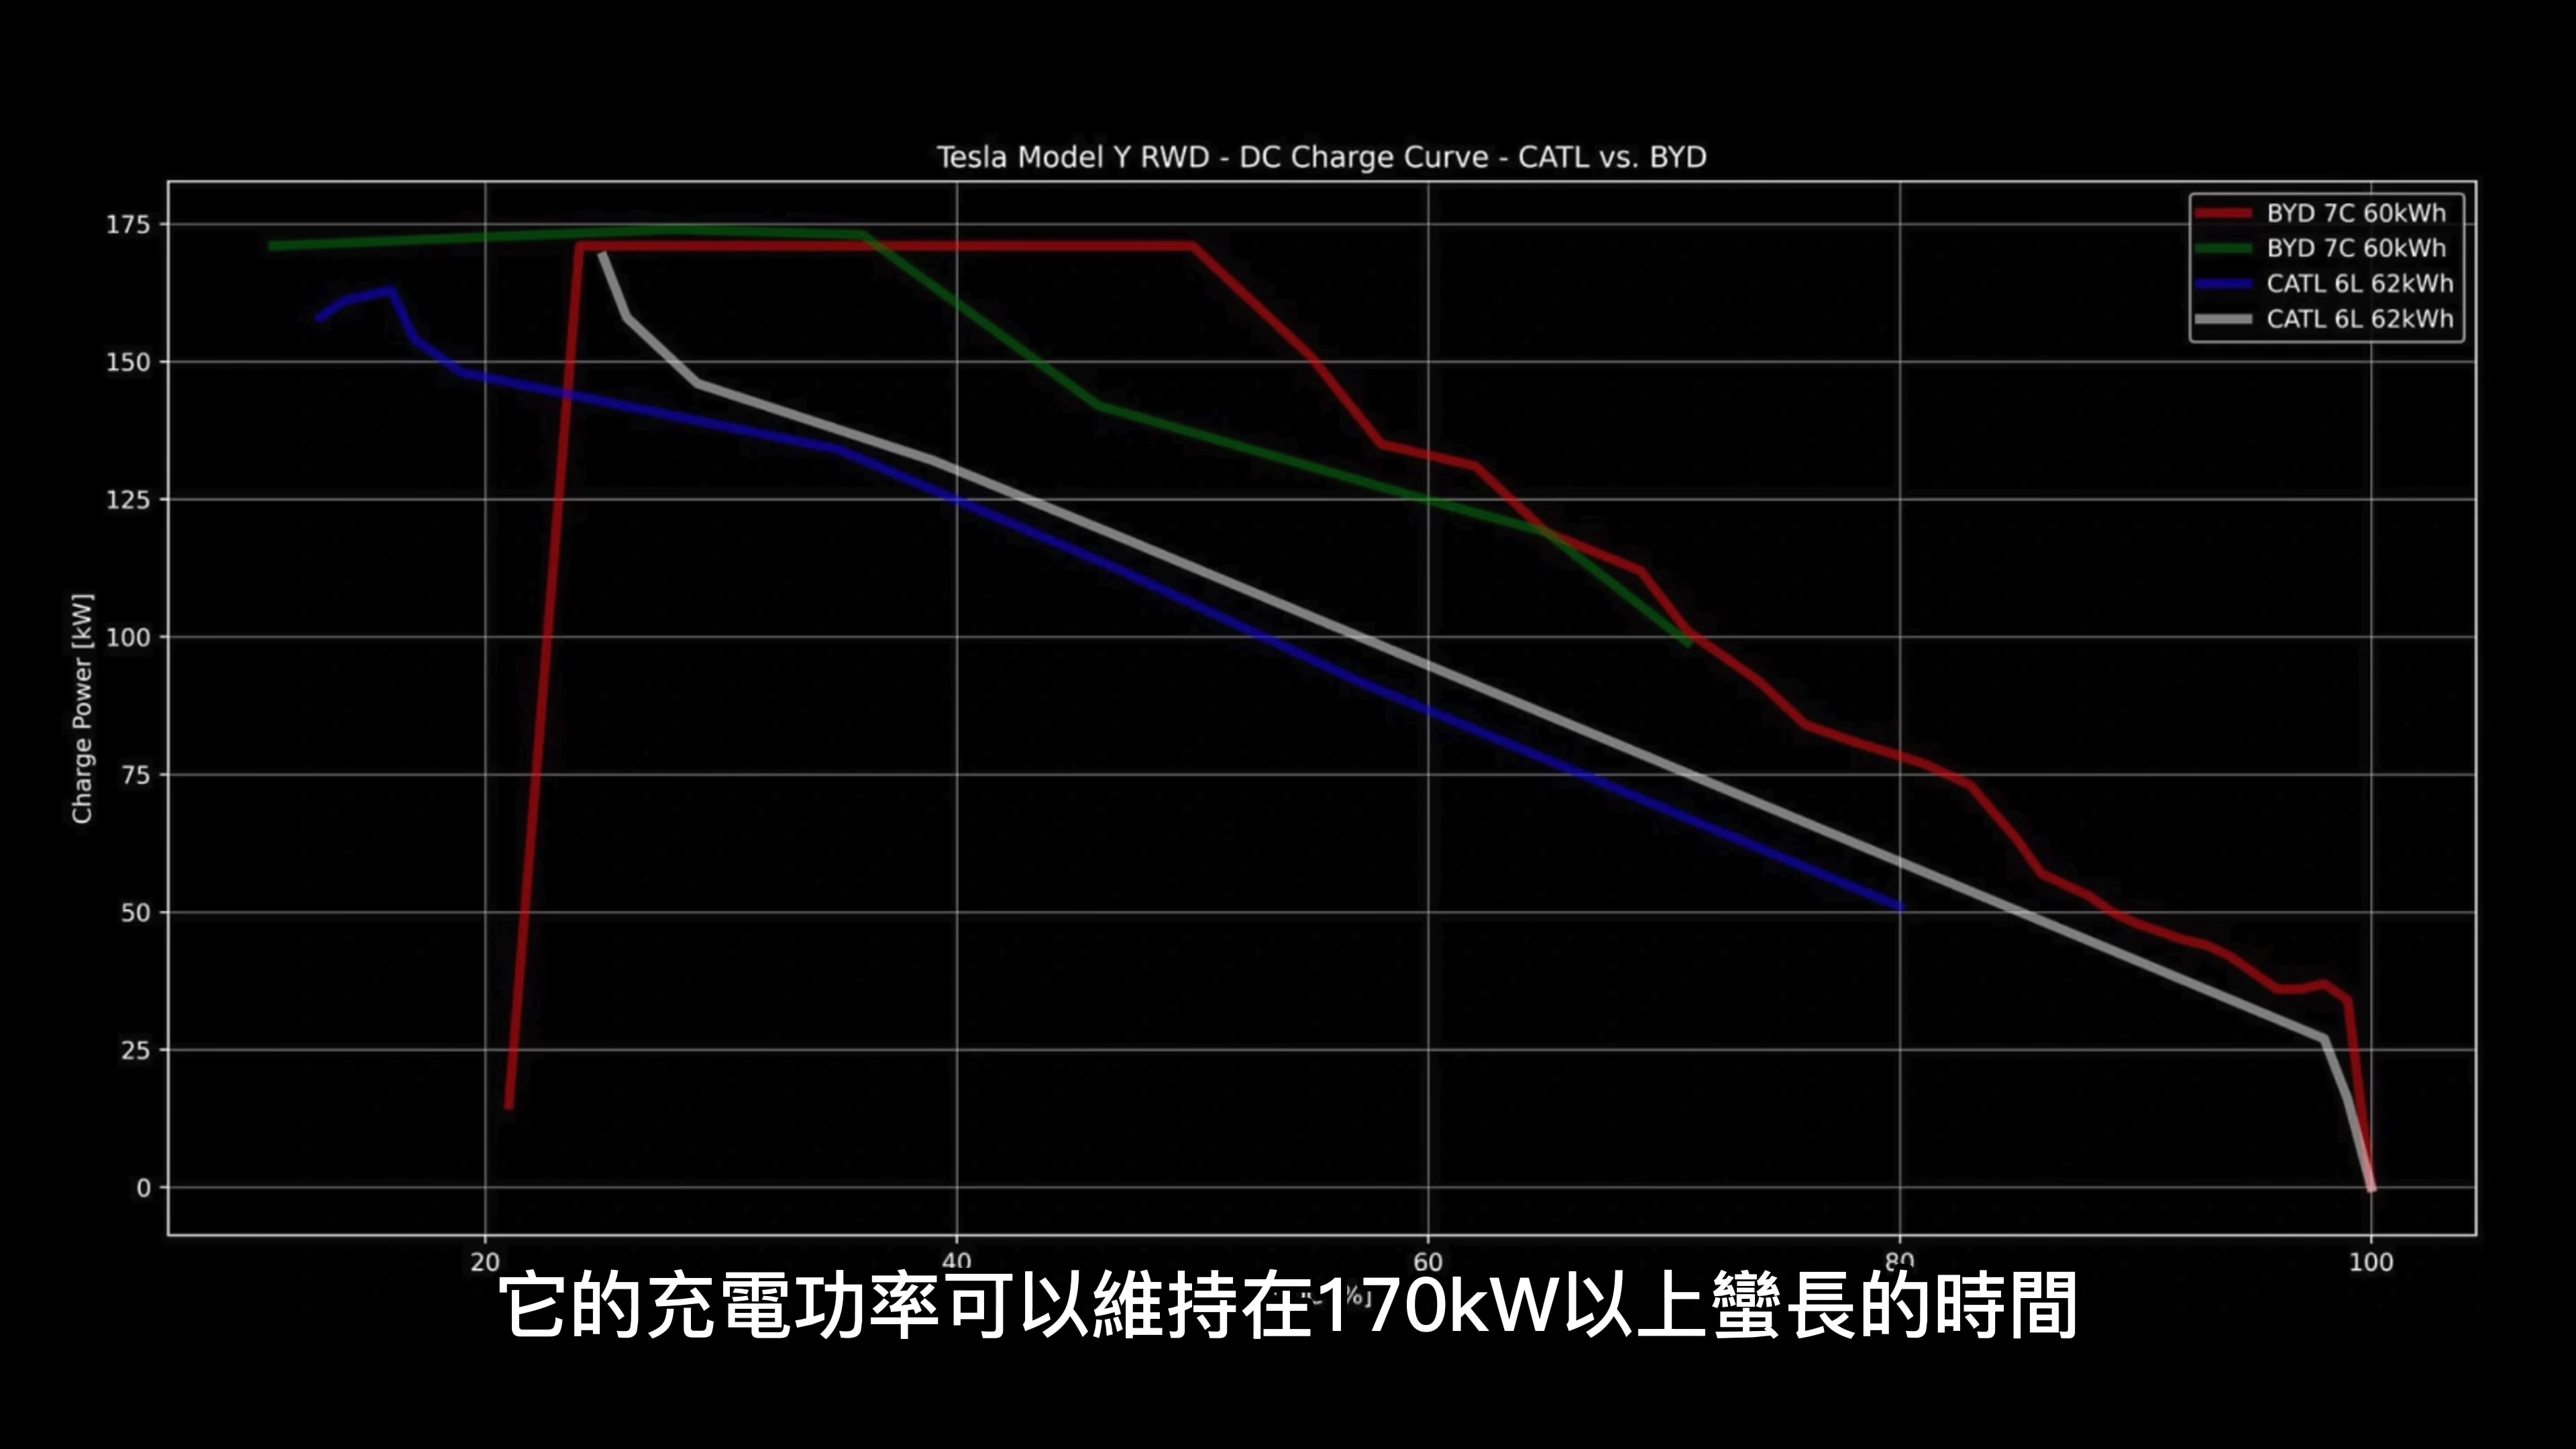 Tesla Model Y RWD - DC Charge Curve - CATL vs. BYD
BYD 7C 60kWh
BYD 7C 60kWh
CATL 6L 62kWh
CATL 6L 62kWh
175
150
125
100
75
50
25
0
Charge Power [kW]
20
40
60
80
100
它的充電功率可以維持在170kW以上蠻長的時間